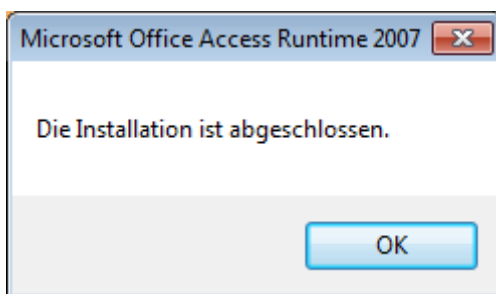 Microsoft Office Access Runtime 2007
Die Installation ist abgeschlossen.
OK